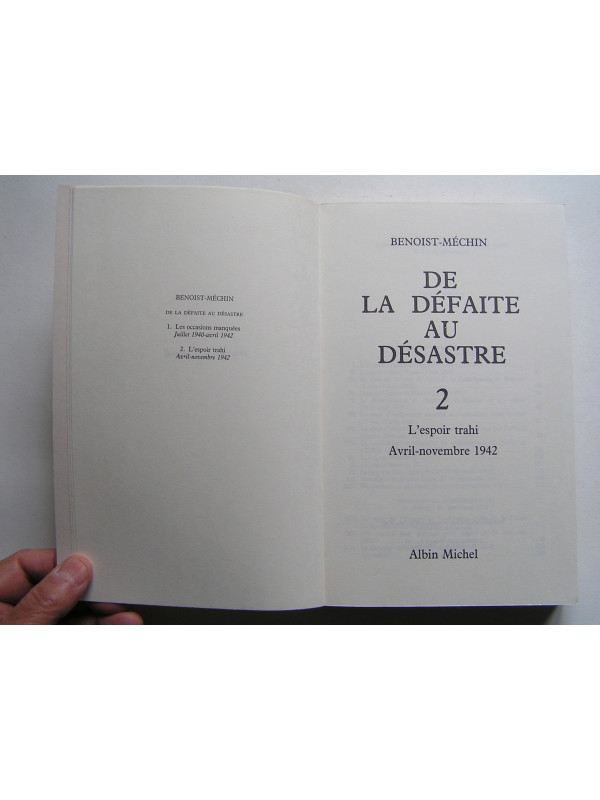 BENOIST-MÉCHIN
DE LA DÉFAITE AU DÉSASTRE
1. Les occasions manquées
Juillet 1940-avril 1942
2. L'espoir trahi
Avril-novembre 1942
BENOIST-MÉCHIN
DE
LA DÉFAITE
AU
DÉSASTRE
2
L'espoir trahi
Avril-novembre 1942
Albin Michel